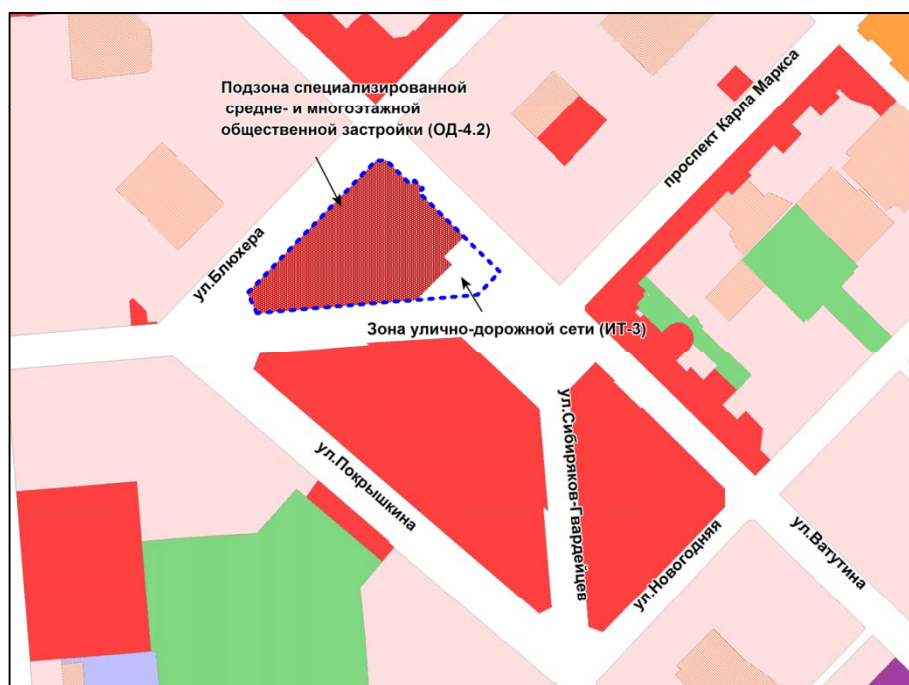 Подзона специализированной
средне- и многоэтажной
общественной застройки (ОД-4.2)
проспект Карла Маркса
ул.Блюхера
Зона улично-дорожной сети (ИТ-3)
ул.Покрышкина
ул.Сибиряков-Гвардейцев
ул.Новогодняя
ул.Ватутина